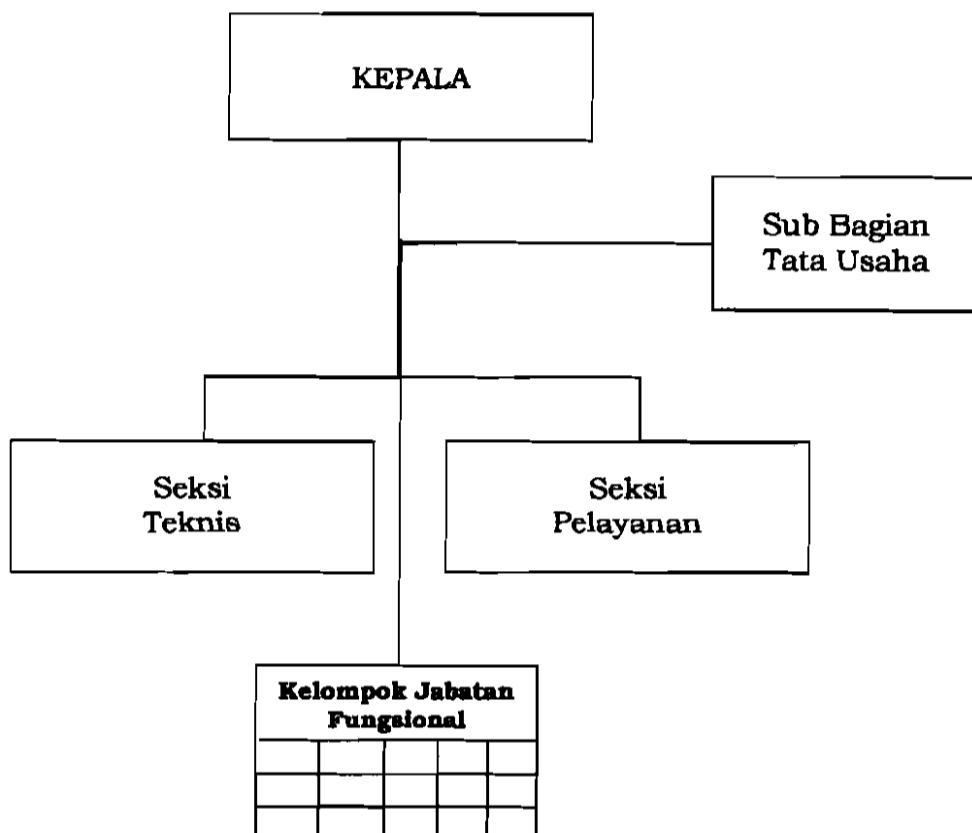 KEPALA
Sub Bagian
Tata Usaha
Seksi
Teknis
Seksi
Pelayanan
Kelompok Jabatan
Fungsional